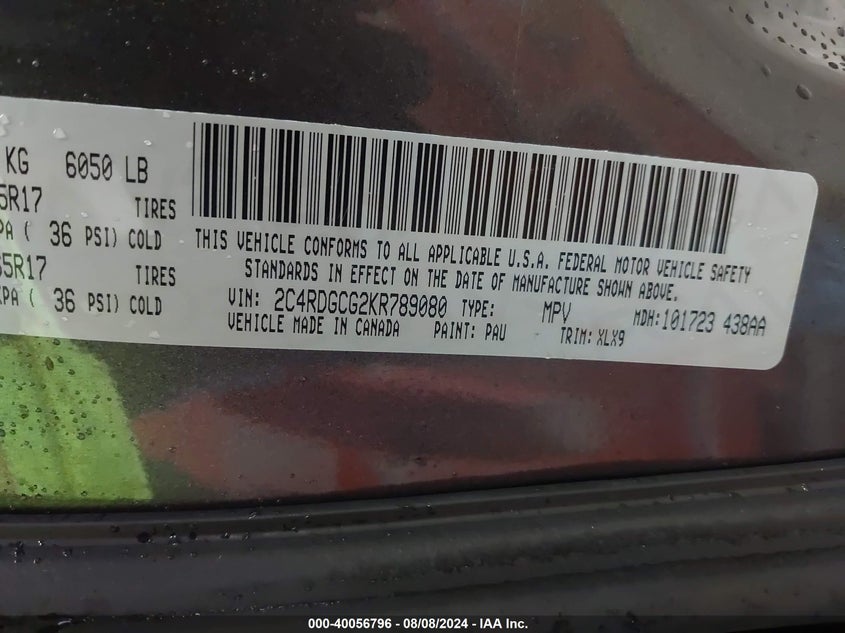 KG 6050 LB
5R17 TIRES
PA ( 36 PSI) COLD
5R17 TIRES
KPA ( 36 PSI) COLD
THIS VEHICLE CONFORMS TO ALL APPLICABLE U.S.A. FEDERAL MOTOR VEHICLE SAFETY
STANDARDS IN EFFECT ON THE DATE OF MANUFACTURE SHOWN ABOVE.
VIN: 2C4RDGCG2KR789080 TYPE: MPV MDH:101723 438AA
VEHICLE MADE IN CANADA PAINT: PAU TRIM: XLX9
000-40056796 - 08/08/2024 - IAA Inc.